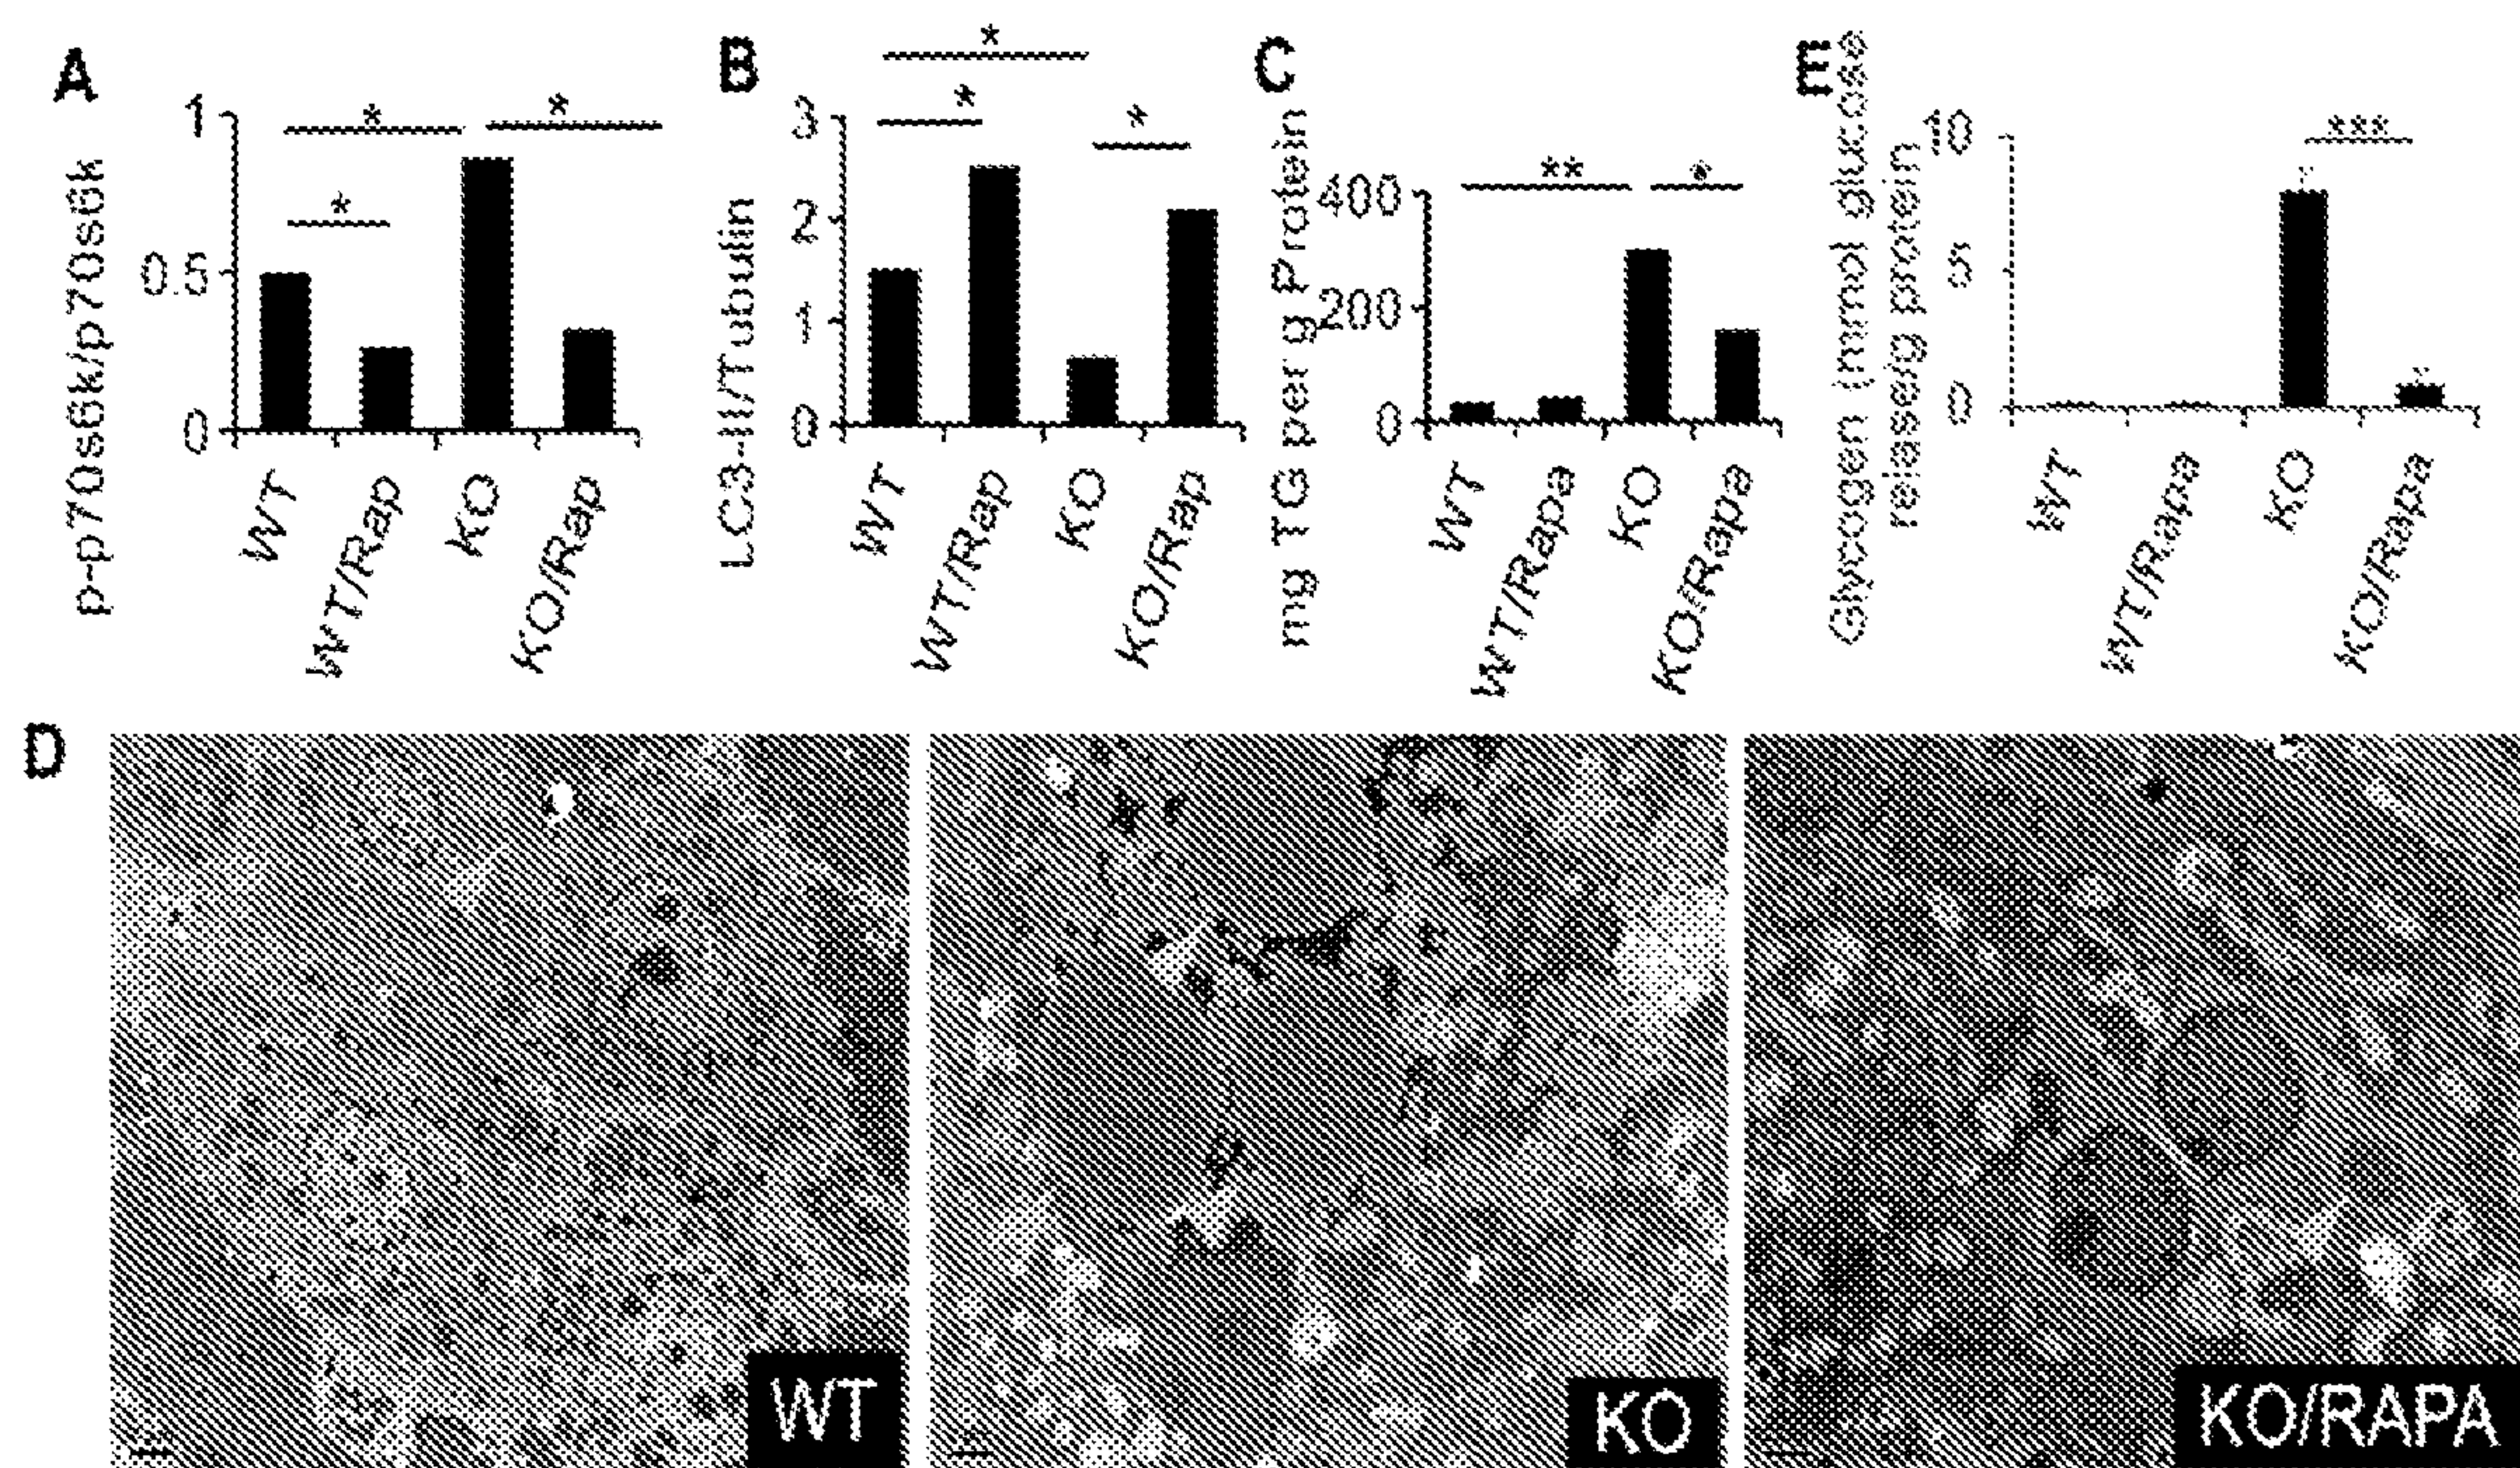 A
p-p70s6k/p70s6k
1
0.5
0
*
*
*
WT
WT/Rap
KO
KO/Rap
B
LC3-II/Tubulin
3
2
1
0
*
*
*
WT
WT/Rap
KO
KO/Rap
C
mg TG per g Protein
400
200
0
**
*
WT
WT/Rapa
KO
KO/Rapa
E
Glycogen (mmol glucose
release/g protein
10
5
0
***
WT
WT/Rapa
KO
KO/Rapa
D
WT
KO
KO/RAPA